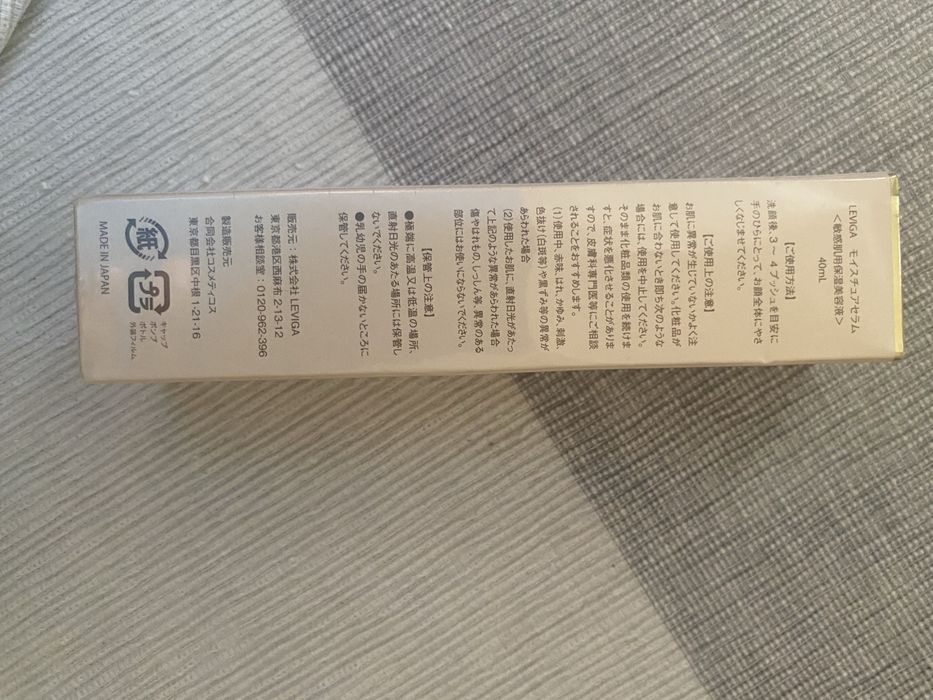 LEVIGA モイスチュアセラム
＜敏感肌用保湿美容液＞
40mL
【ご使用方法】
洗顔後、3〜4プッシュを目安に
手のひらにとって、お顔全体にやさ
しくなじませてください。
【ご使用上の注意】
お肌に異常が生じていないかよく注
意して使用してください。化粧品が
お肌に合わないとき即ち次のような
場合には、使用を中止してください。
そのまま化粧品類の使用を続けま
すと、症状を悪化させることがありま
すので、皮膚科専門医等にご相談
されることをおすすめします。
(1)使用中、赤味、はれ、かゆみ、刺激、
色抜け(白斑等)や黒ずみ等の異常が
あらわれた場合
(2)使用したお肌に、直射日光があたっ
て上記のような異常があらわれた場合
傷やはれもの、しっしん等、異常のある
部位にはお使いにならないでください。
【保管上の注意】
●極端に高温又は低温の場所、
直射日光のあたる場所には保管し
ないでください。
●乳幼児の手の届かないところに
保管してください。
販売元：株式会社 LEVIGA
東京都港区西麻布2-13-12
お客様相談室：0120-962-396
製造販売元
合同会社コスメティコス
東京都目黒区中根1-21-16
紙
プラ
キャップ
ポンプ
ボトル
外装フィルム
MADE IN JAPAN